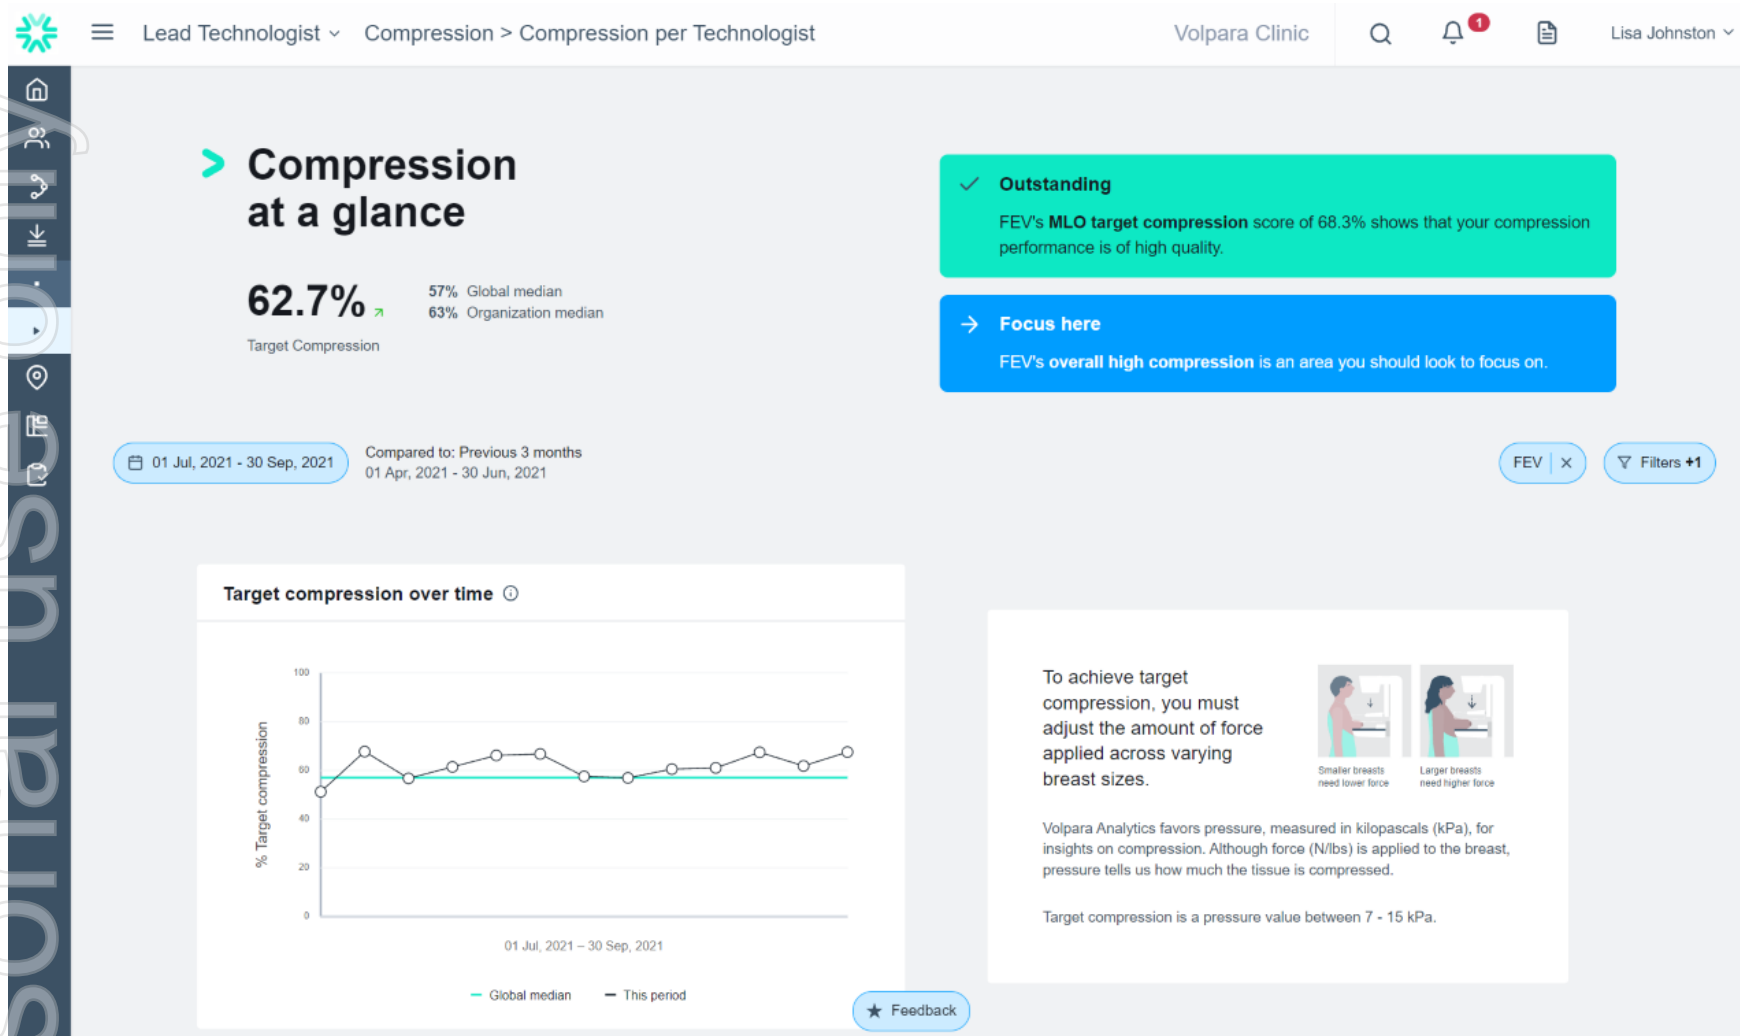 Lead Technologist
Compression > Compression per Technologist
Volpara Clinic
1
Lisa Johnston
Compression
at a glance
62.7%
57% Global median
63% Organization median
Target Compression
Outstanding
FEV's MLO target compression score of 68.3% shows that your compression
performance is of high quality.
Focus here
FEV's overall high compression is an area you should look to focus on.
01 Jul, 2021 - 30 Sep, 2021
Compared to: Previous 3 months
01 Apr, 2021 - 30 Jun, 2021
FEV
Filters +1
Target compression over time
100
80
60
40
20
0
% Target compression
01 Jul, 2021 – 30 Sep, 2021
Global median
This period
To achieve target
compression, you must
adjust the amount of force
applied across varying
breast sizes.
Smaller breasts
need lower force
Larger breasts
need higher force
Volpara Analytics favors pressure, measured in kilopascals (kPa), for
insights on compression. Although force (N/lbs) is applied to the breast,
pressure tells us how much the tissue is compressed.
Target compression is a pressure value between 7 - 15 kPa.
Feedback
sonal use only